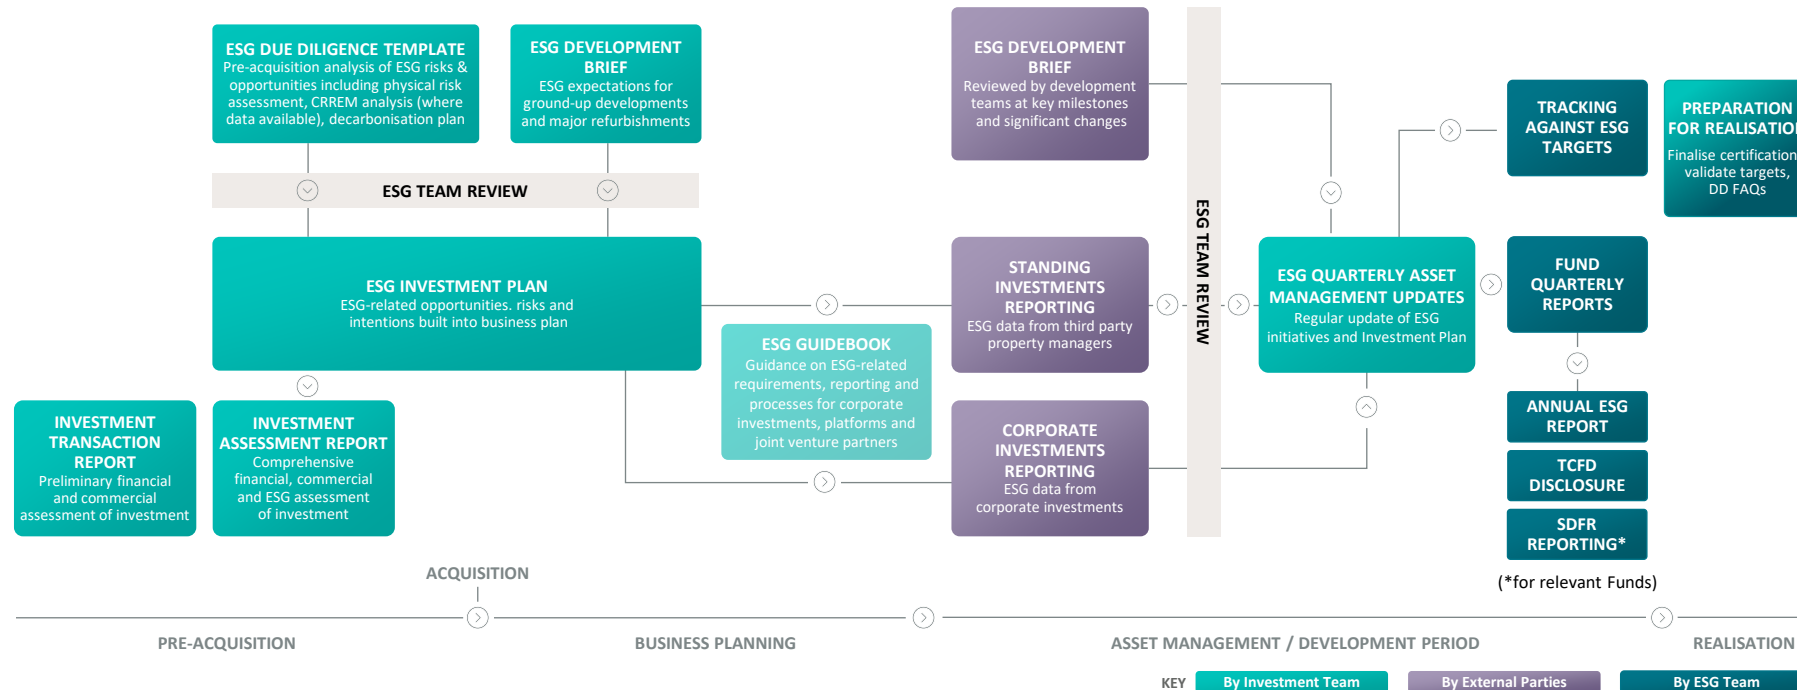 ESG DUE DILIGENCE TEMPLATE
Pre-acquisition analysis of ESG risks &
opportunities including physical risk
assessment, CRREM analysis (where
data available), decarbonisation plan
ESG DEVELOPMENT
BRIEF
ESG expectations for
ground-up developments
and major refurbishments
ESG TEAM REVIEW
ESG INVESTMENT PLAN
ESG-related opportunities. risks and
intentions built into business plan
INVESTMENT
TRANSACTION
REPORT
Preliminary financial
and commercial
assessment of investment
INVESTMENT
ASSESSMENT REPORT
Comprehensive
financial, commercial
and ESG assessment
of investment
ESG GUIDEBOOK
Guidance on ESG-related
requirements, reporting and
processes for corporate
investments, platforms and
joint venture partners
ESG DEVELOPMENT
BRIEF
Reviewed by development
teams at key milestones
and significant changes
STANDING
INVESTMENTS
REPORTING
ESG data from third party
property managers
CORPORATE
INVESTMENTS
REPORTING
ESG data from
corporate investments
ESG TEAM REVIEW
ESG QUARTERLY ASSET
MANAGEMENT UPDATES
Regular update of ESG
initiatives and Investment Plan
TRACKING
AGAINST ESG
TARGETS
FUND
QUARTERLY
REPORTS
ANNUAL ESG
REPORT
TCFD
DISCLOSURE
SDFR
REPORTING*
(*for relevant Funds)
PREPARATION
FOR REALISATION
Finalise certification
validate targets,
DD FAQs
ACQUISITION
PRE-ACQUISITION
BUSINESS PLANNING
ASSET MANAGEMENT / DEVELOPMENT PERIOD
REALISATION
KEY
By Investment Team
By External Parties
By ESG Team